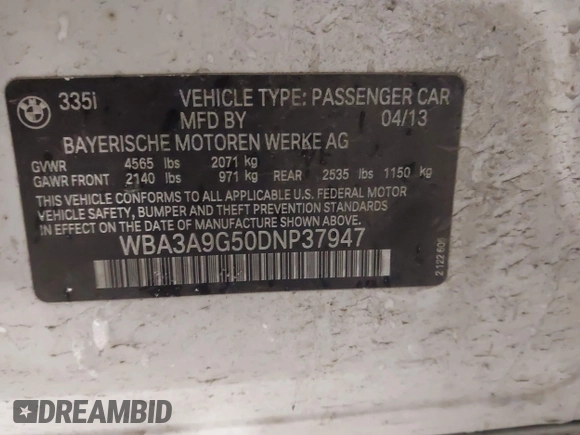 BMW
335i VEHICLE TYPE: PASSENGER CAR
MFD BY 04/13
BAYERISCHE MOTOREN WERKE AG
GVWR 4565 lbs 2071 kg
GAWR FRONT 2140 lbs 971 kg REAR 2535 lbs 1150 kg
THIS VEHICLE CONFORMS TO ALL APPLICABLE U.S. FEDERAL MOTOR
VEHICLE SAFETY, BUMPER AND THEFT PREVENTION STANDARDS
IN EFFECT ON THE DATE OF MANUFACTURE SHOWN ABOVE.
WBA3A9G50DNP37947
DREAMBID